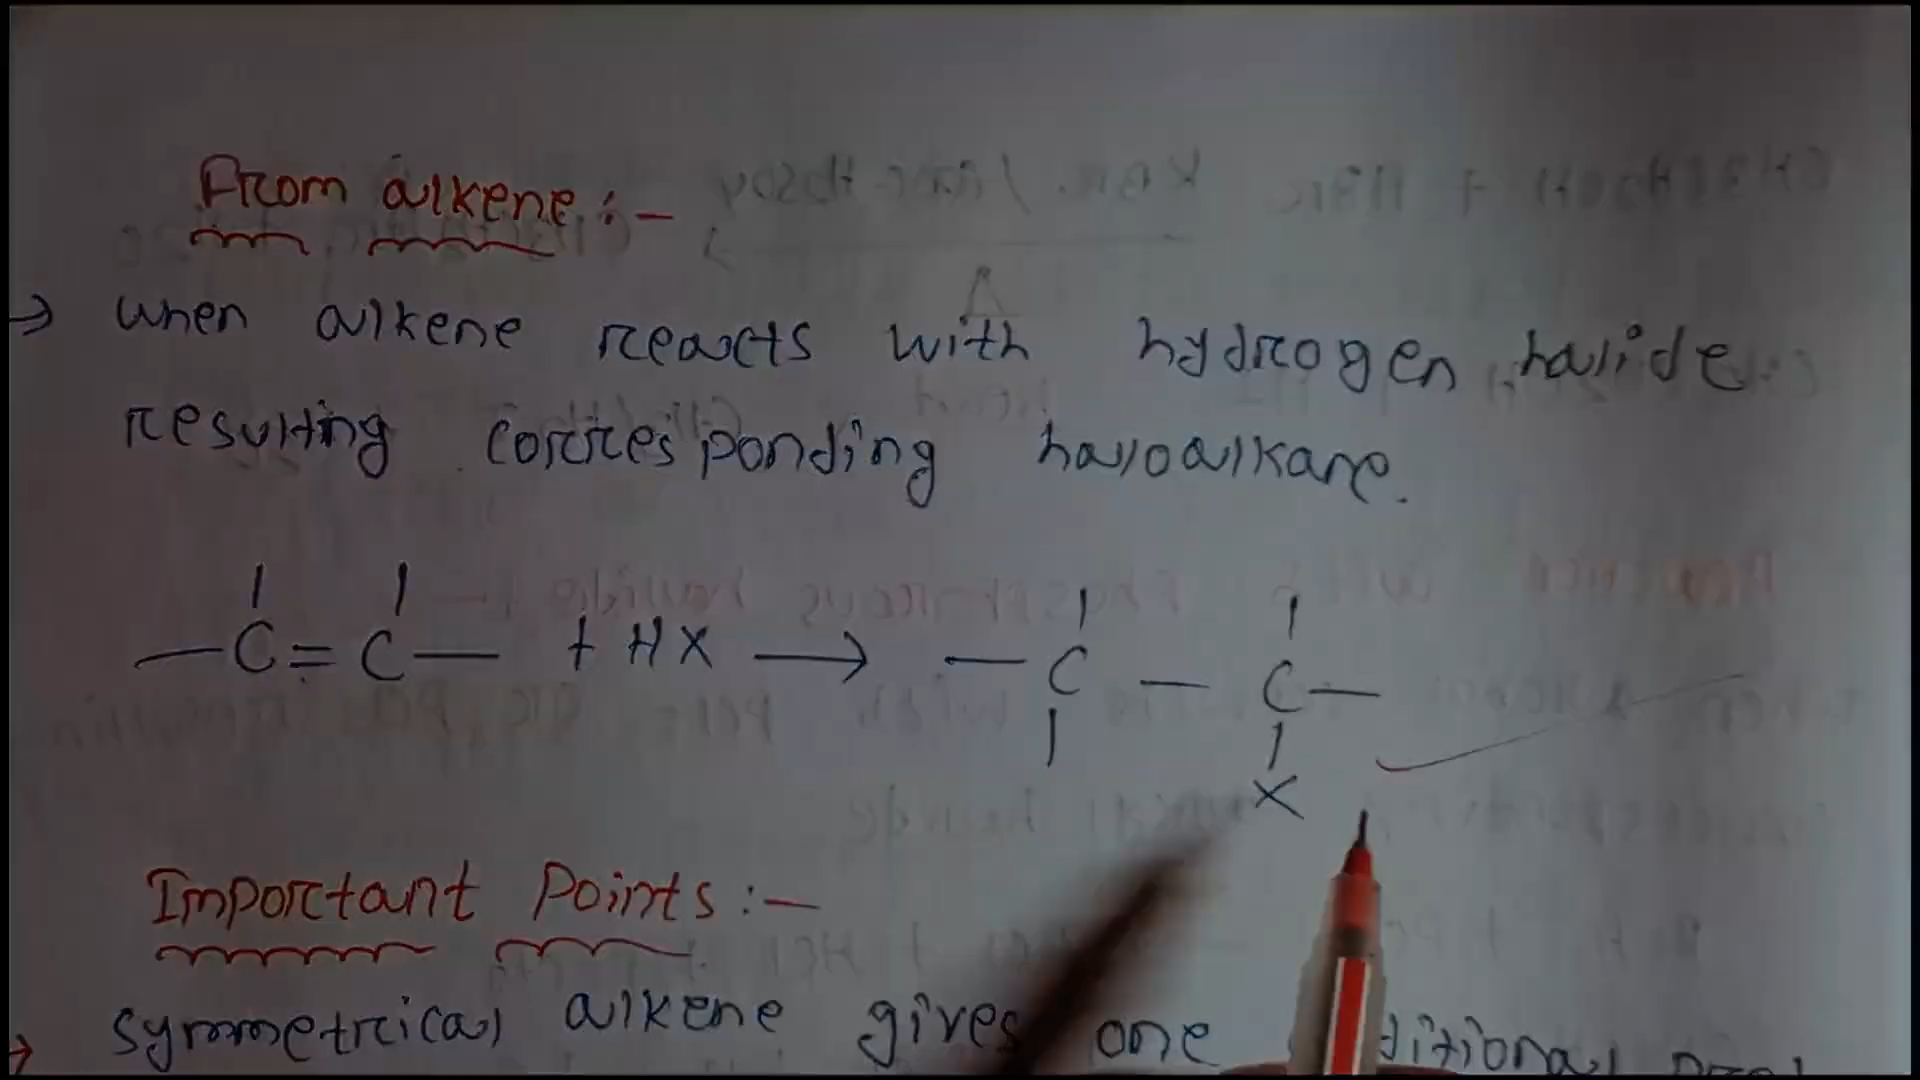 From alkene :-
→ when alkene reacts with hydrogen halide
resulting corresponding haloalkane.
—C=C— + HX → —C—C—
X
Important Points :-
→ symmetrical alkene gives one